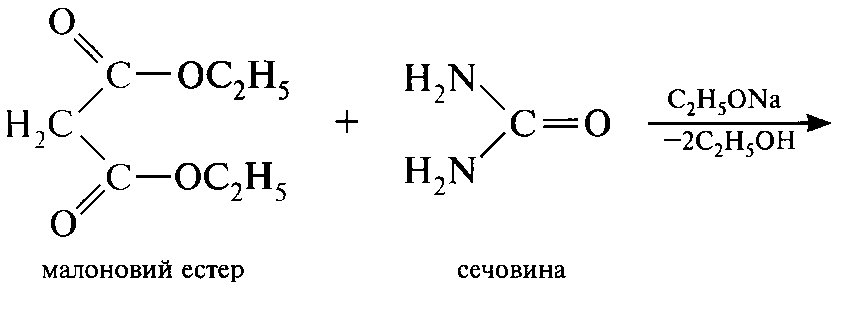 O
C—OC₂H₅
H₂C
C—OC₂H₅
O
+
H₂N
C=O
H₂N
C₂H₅ONa
−2C₂H₅OH
малоновий естер
сечовина